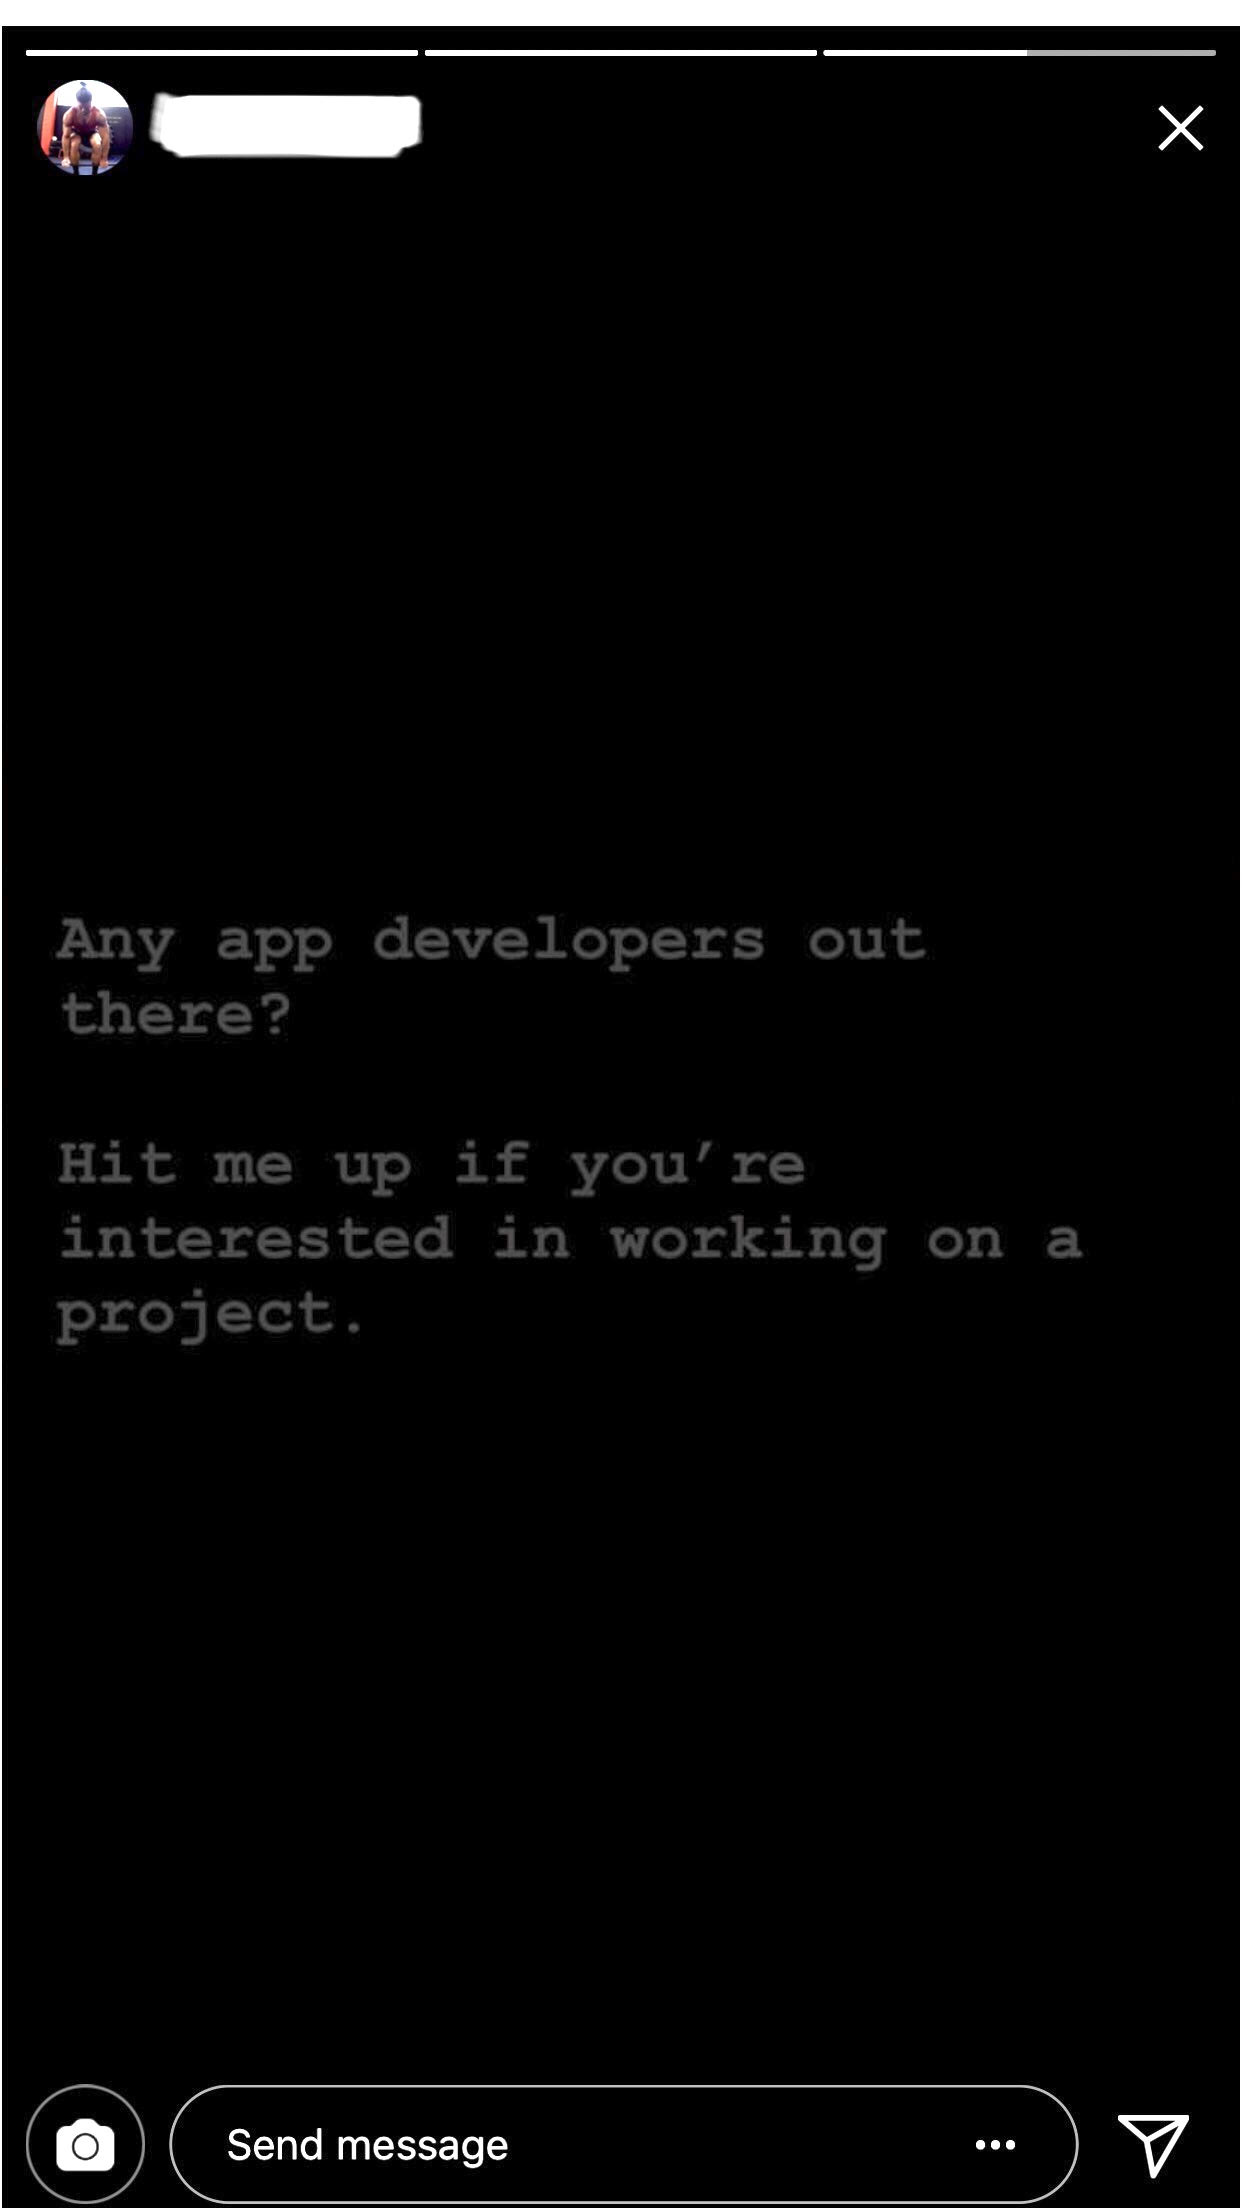 Any app developers out
there?
Hit me up if you’re
interested in working on a
project.
Send message